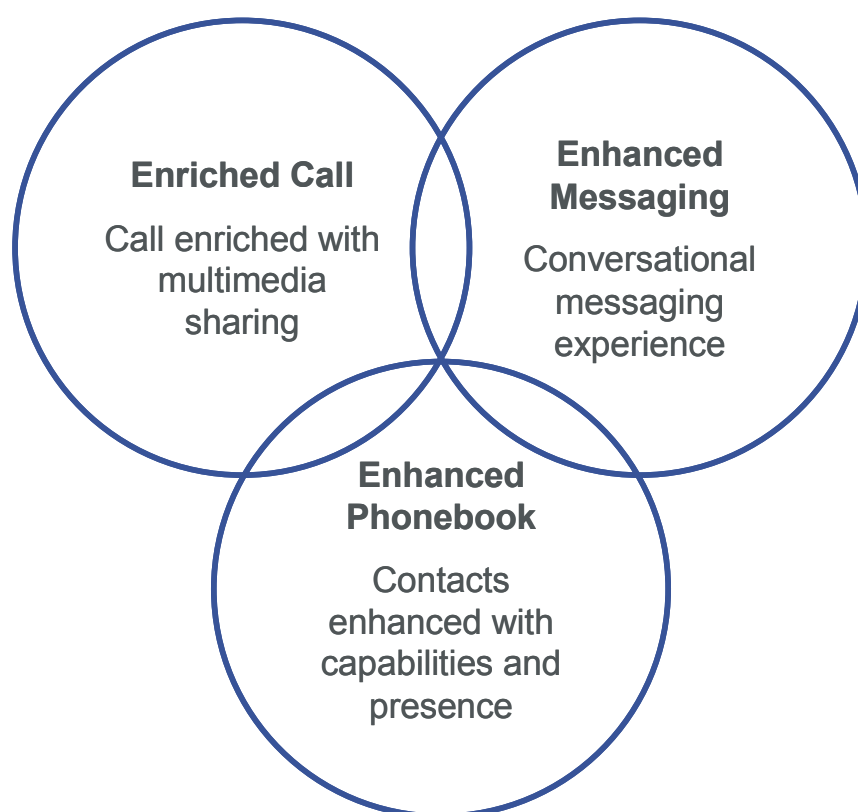 Enriched Call
Call enriched with
multimedia
sharing
Enhanced
Messaging
Conversational
messaging
experience
Enhanced
Phonebook
Contacts
enhanced with
capabilities and
presence